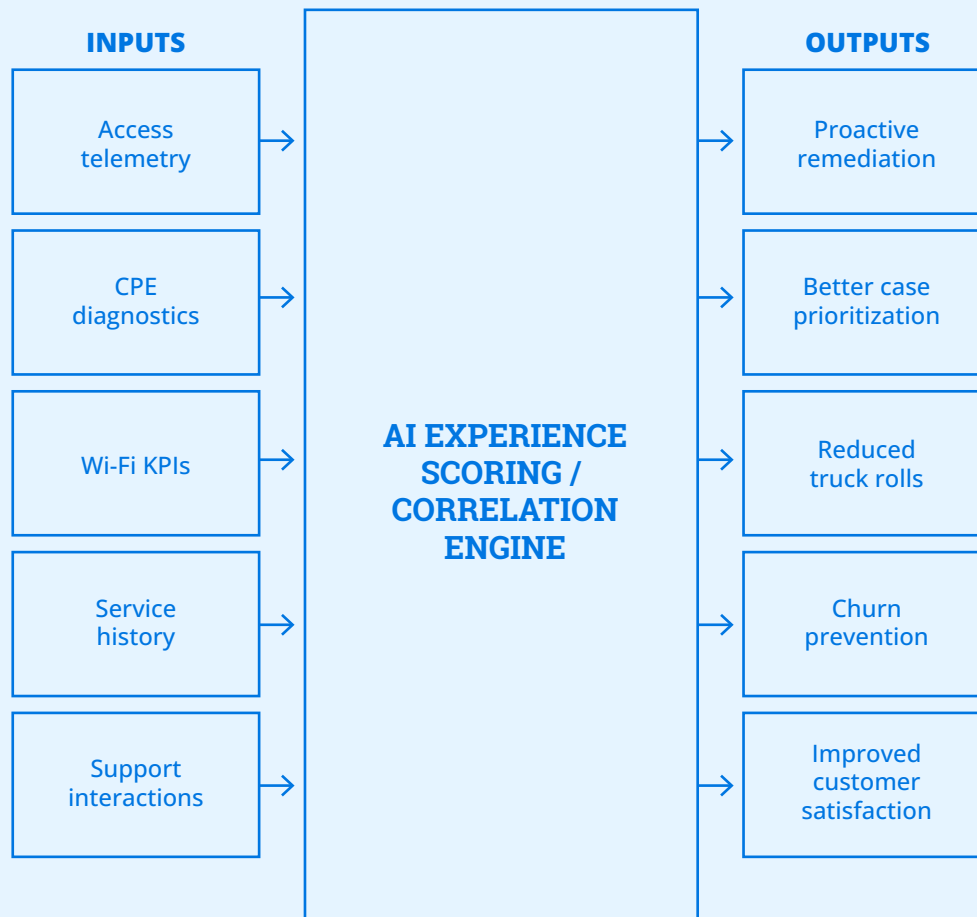 INPUTS
Access
telemetry
CPE
diagnostics
Wi-Fi KPIs
Service
history
Support
interactions
AI EXPERIENCE
SCORING /
CORRELATION
ENGINE
OUTPUTS
Proactive
remediation
Better case
prioritization
Reduced
truck rolls
Churn
prevention
Improved
customer
satisfaction